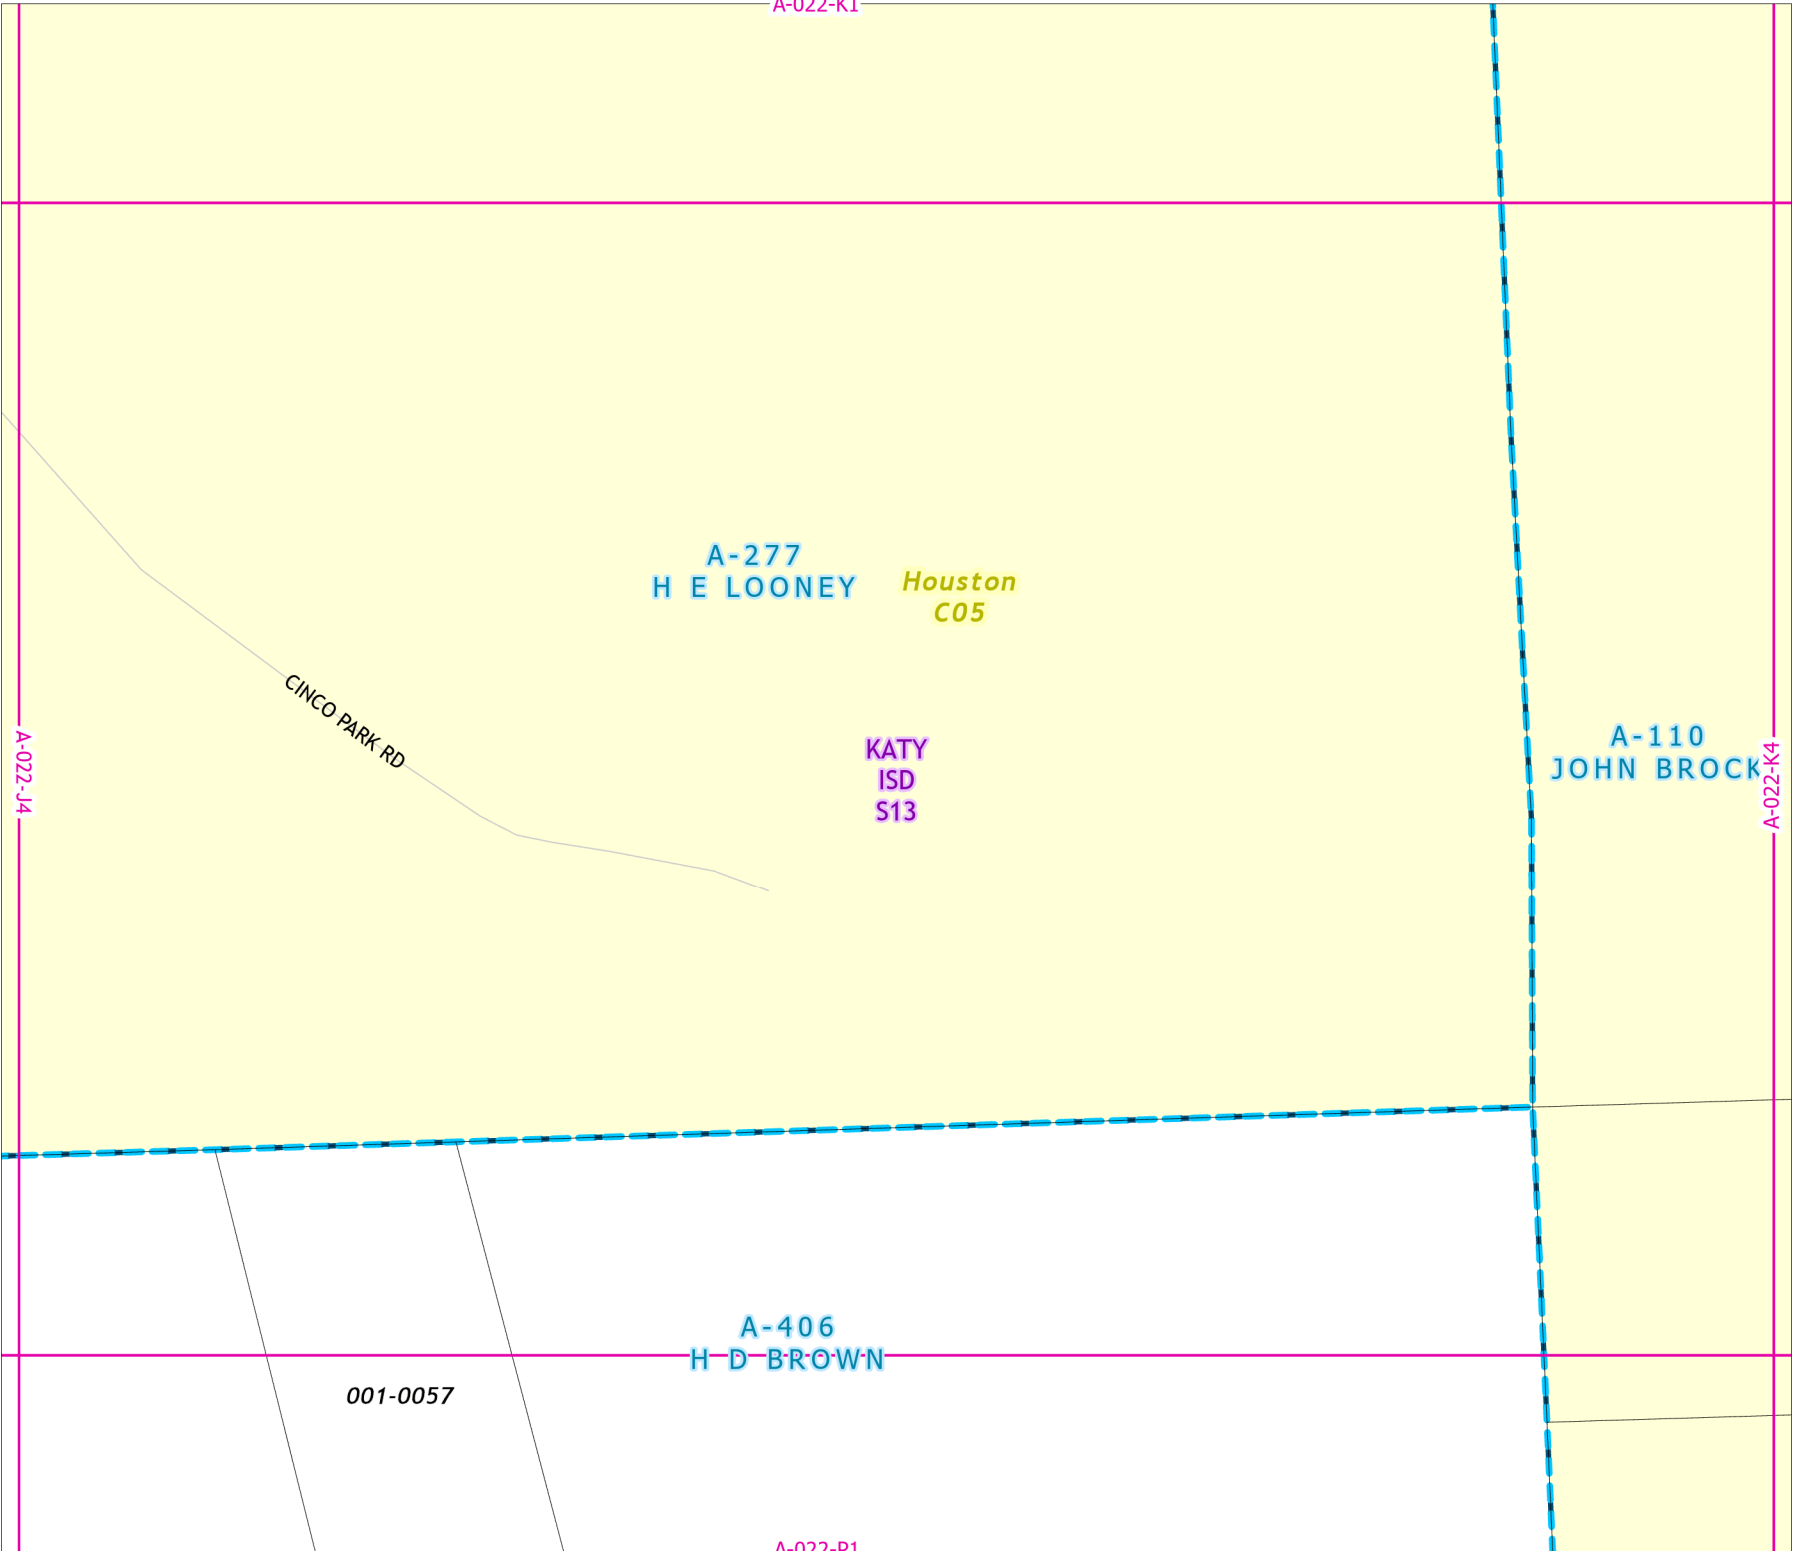 A-022-K1
A-277
H E LOONEY
Houston
C05
CINCO PARK RD
KATY
ISD
S13
A-110
JOHN BROCK
A-022-J4
A-022-K4
A-406
H D BROWN
001-0057
A-022-P1